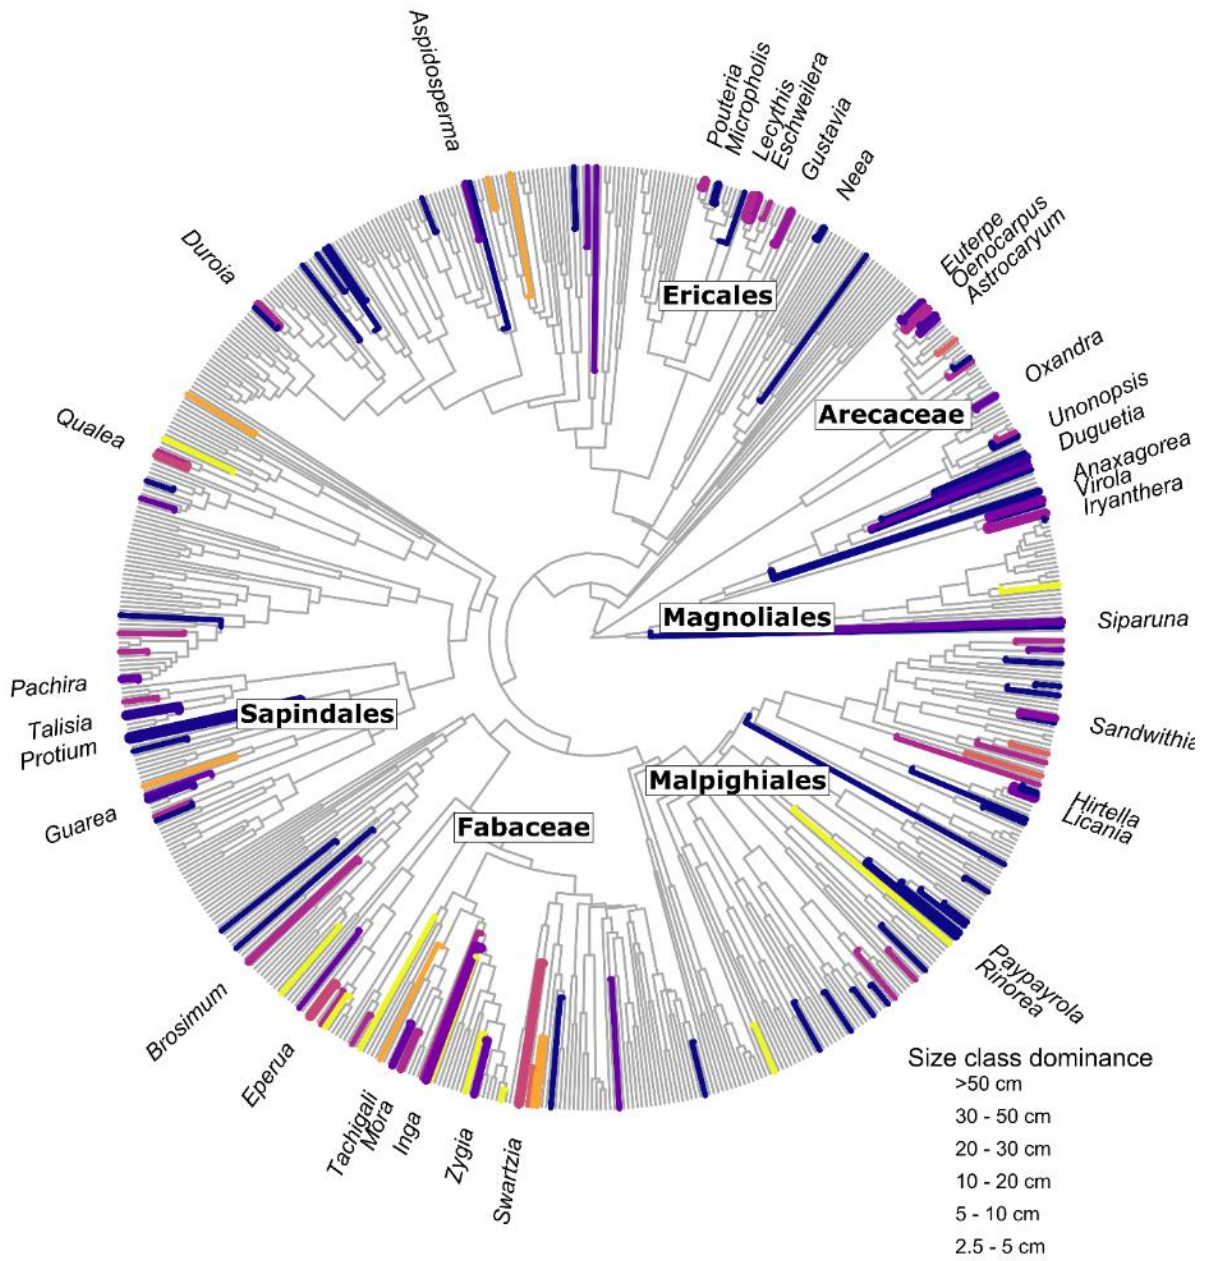 Aspidosperma
Pouteria
Micropholis
Lecythis
Eschweilera
Gustavia
Neea
Euterpe
Oenocarpus
Astrocaryum
Duroia
Ericales
Oxandra
Arecaceae
Unonopsis
Duguetia
Qualea
Anaxagorea
Virola
Iryanthera
Magnoliales
Siparuna
Pachira
Talisia
Protium
Sapindales
Sandwithia
Malpighiales
Guarea
Fabaceae
Hirtella
Licania
Paypayrola
Rinorea
Brosimum
Eperua
Tachigali
Mora
Inga
Zygia
Swartzia
Size class dominance
>50 cm
30 - 50 cm
20 - 30 cm
10 - 20 cm
5 - 10 cm
2.5 - 5 cm